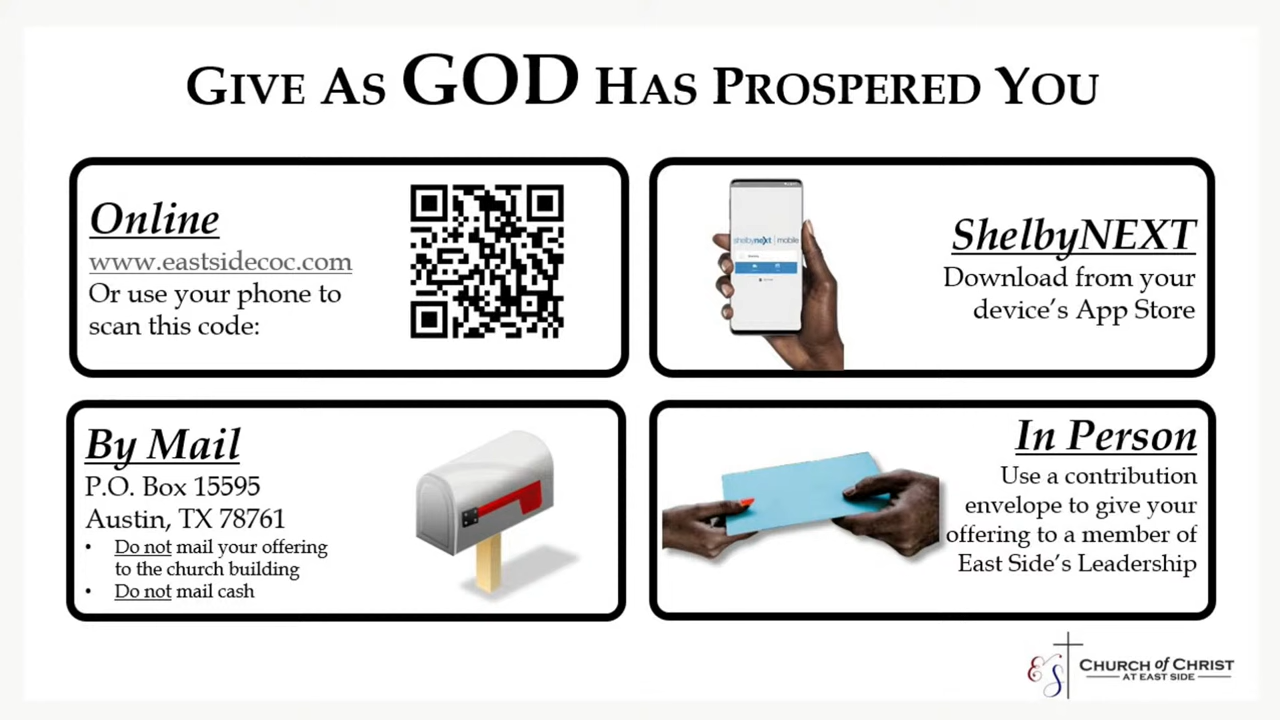 GIVE AS GOD HAS PROSPERED YOU
Online
www.eastsidecoc.com
Or use your phone to
scan this code:
shelbynext | mobile
ShelbyNEXT
Download from your
device's App Store
By Mail
P.O. Box 15595
Austin, TX 78761
• Do not mail your offering
to the church building
• Do not mail cash
In Person
Use a contribution
envelope to give your
offering to a member of
East Side's Leadership
ES
CHURCH of CHRIST
AT EAST SIDE